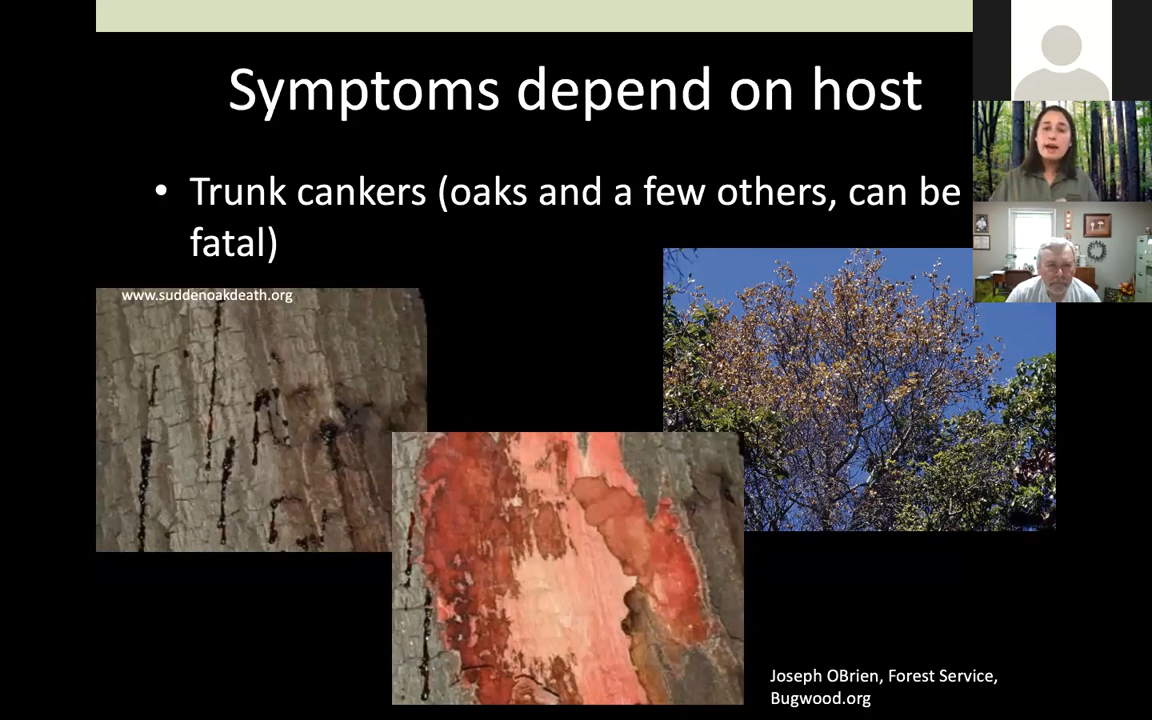 Symptoms depend on host
• Trunk cankers (oaks and a few others, can be
fatal)
www.suddenoakdeath.org
Joseph OBrien, Forest Service,
Bugwood.org